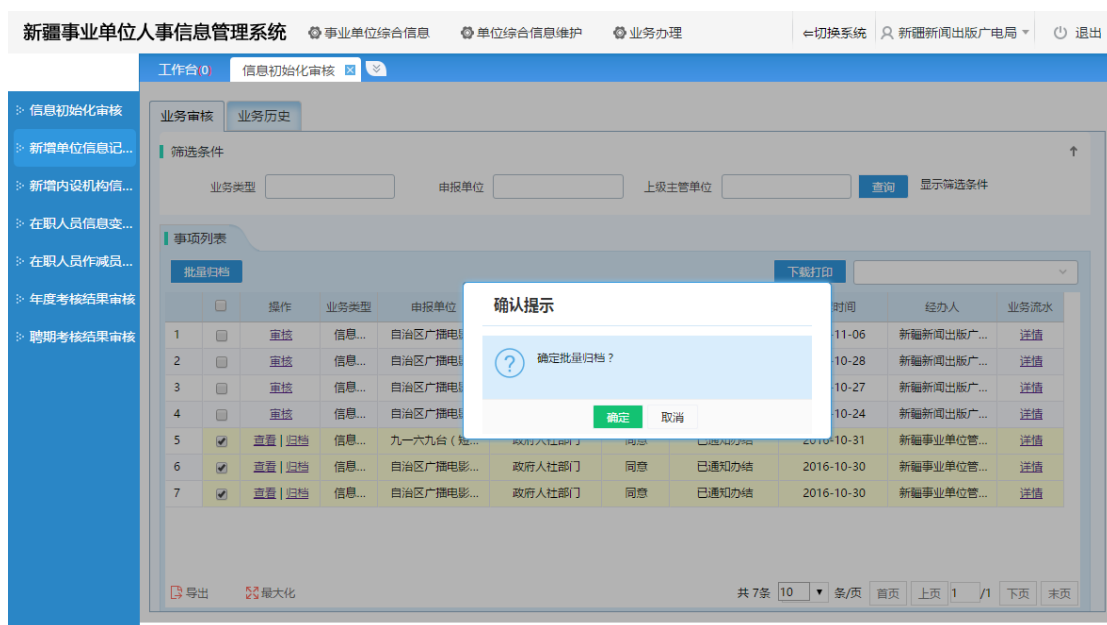 新疆事业单位人事信息管理系统 事业单位综合信息 单位综合信息维护 业务办理 ⇐切换系统 新疆新闻出版广电局 退出
工作台(0) 信息初始化审核
信息初始化审核
新增单位信息记...
新增内设机构信...
在职人员信息变...
在职人员作减员...
年度考核结果审核
聘期考核结果审核
业务审核 业务历史
筛选条件
业务类型 申报单位 上级主管单位 查询 显示筛选条件
事项列表
批量归档 下载打印
操作 业务类型 申报单位 时间 经办人 业务流水
1 审核 信息... 自治区广播电影 -11-06 新疆新闻出版广... 详情
2 审核 信息... 自治区广播电影 -10-28 新疆新闻出版广... 详情
3 审核 信息... 自治区广播电影 -10-27 新疆新闻出版广... 详情
4 审核 信息... 自治区广播电影 -10-24 新疆新闻出版广... 详情
5 查看 | 归档 信息... 九一六九台（短... 政府人社部门 同意 已通知办结 2016-10-31 新疆事业单位管... 详情
6 查看 | 归档 信息... 自治区广播电影... 政府人社部门 同意 已通知办结 2016-10-30 新疆事业单位管... 详情
7 查看 | 归档 信息... 自治区广播电影... 政府人社部门 同意 已通知办结 2016-10-30 新疆事业单位管... 详情
确认提示
确定批量归档？
确定 取消
导出 最大化 共 7条 10 条/页 首页 上页 1 /1 下页 末页